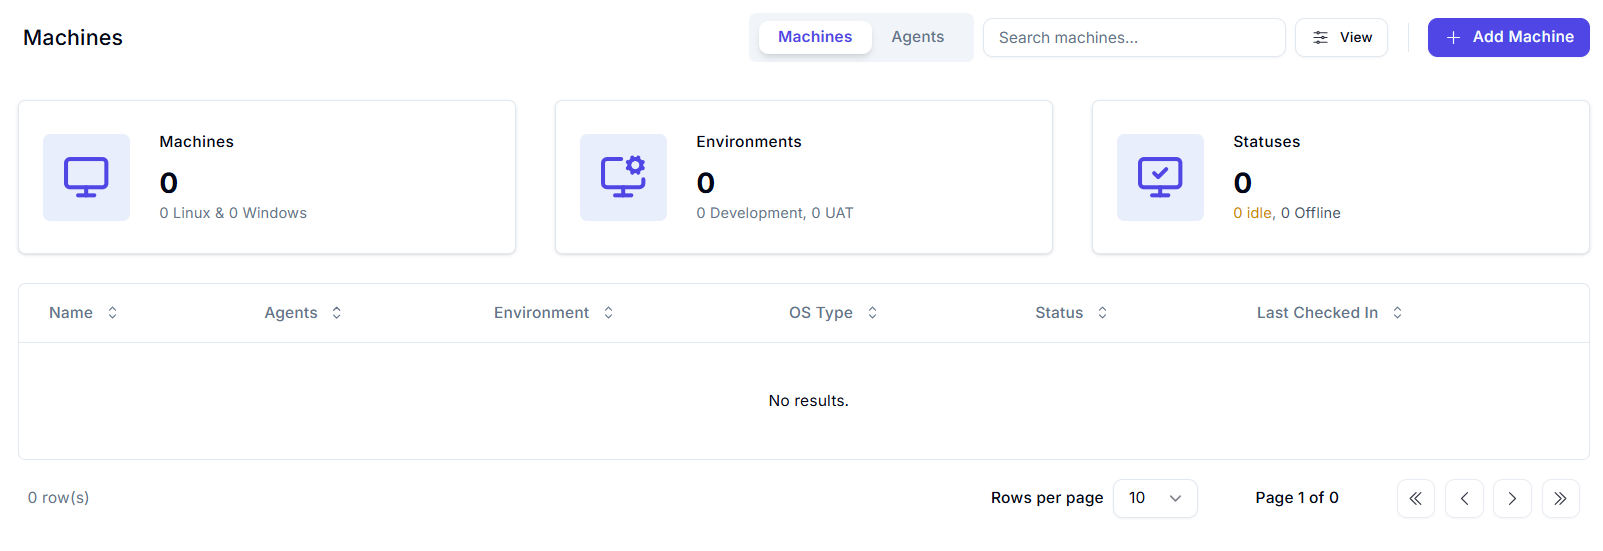 Machines
Machines Agents Search machines... View Add Machine
Machines
0
0 Linux & 0 Windows
Environments
0
0 Development, 0 UAT
Statuses
0
0 idle, 0 Offline
Name Agents Environment OS Type Status Last Checked In
No results.
0 row(s) Rows per page 10 Page 1 of 0